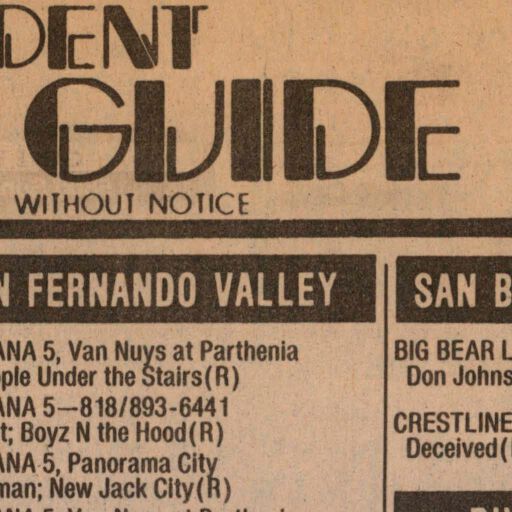 DENT
GUIDE
WITHOUT NOTICE
N FERNANDO VALLEY
ANA 5, Van Nuys at Parthenia
ple Under the Stairs(R)
ANA 5—818/893-6441
t; Boyz N the Hood(R)
ANA 5, Panorama City
man; New Jack City(R)
SAN B
BIG BEAR L
Don Johns
CRESTLINE
Deceived(